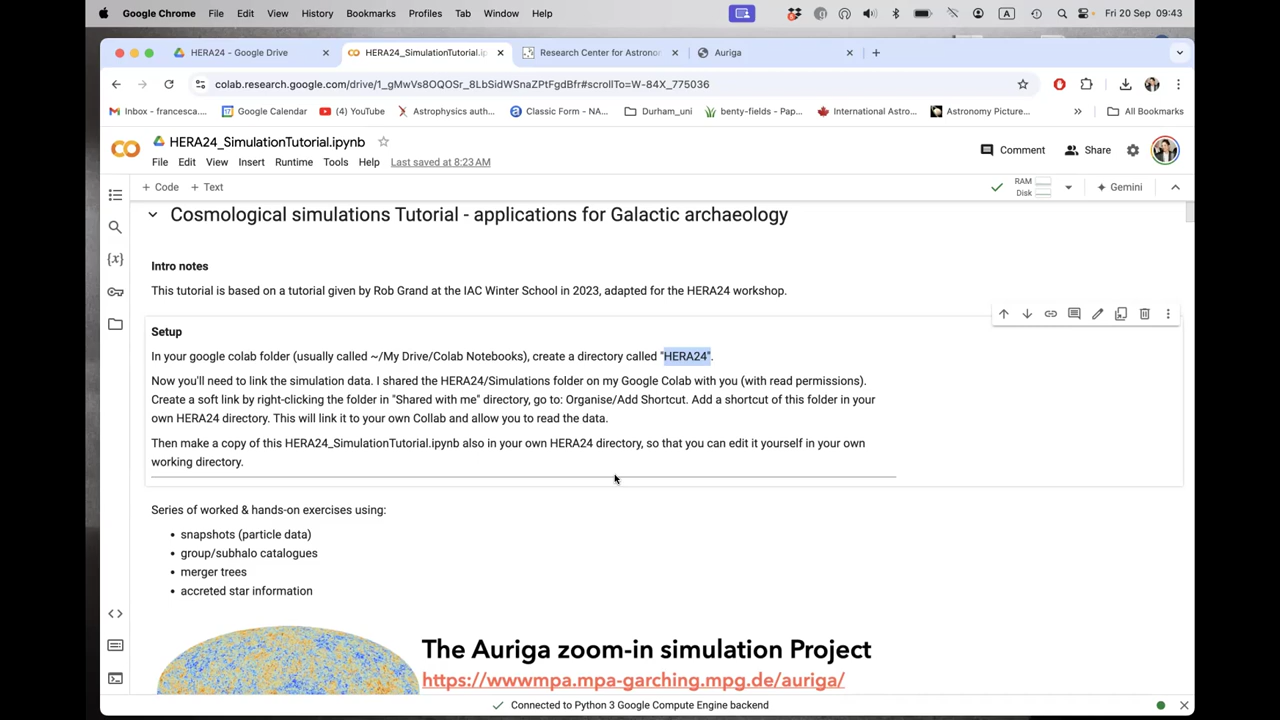 Google Chrome File Edit View History Bookmarks Profiles Tab Window Help A Fri 20 Sep 09:43
HERA24 - Google Drive HERA24_SimulationTutorial.ip Research Center for Astronon Auriga
colab.research.google.com/drive/1_gMwVs8OQOSr_8LbSidWSnaZPtFgdBfr#scrollTo=W-84X_775036
Inbox - francesca.... Google Calendar (4) YouTube Astrophysics auth... Classic Form - NA... Durham_uni benty-fields - Pap... International Astro... Astronomy Picture... » All Bookmarks
HERA24_SimulationTutorial.ipynb
File Edit View Insert Runtime Tools Help Last saved at 8:23 AM
Comment Share
+ Code + Text RAM Disk Gemini
Cosmological simulations Tutorial - applications for Galactic archaeology
Intro notes
This tutorial is based on a tutorial given by Rob Grand at the IAC Winter School in 2023, adapted for the HERA24 workshop.
Setup
In your google colab folder (usually called ~/My Drive/Colab Notebooks), create a directory called "HERA24".
Now you'll need to link the simulation data. I shared the HERA24/Simulations folder on my Google Colab with you (with read permissions).
Create a soft link by right-clicking the folder in "Shared with me" directory, go to: Organise/Add Shortcut. Add a shortcut of this folder in your
own HERA24 directory. This will link it to your own Collab and allow you to read the data.
Then make a copy of this HERA24_SimulationTutorial.ipynb also in your own HERA24 directory, so that you can edit it yourself in your own
working directory.
Series of worked & hands-on exercises using:
• snapshots (particle data)
• group/subhalo catalogues
• merger trees
• accreted star information
The Auriga zoom-in simulation Project
https://wwwmpa.mpa-garching.mpg.de/auriga/
Connected to Python 3 Google Compute Engine backend